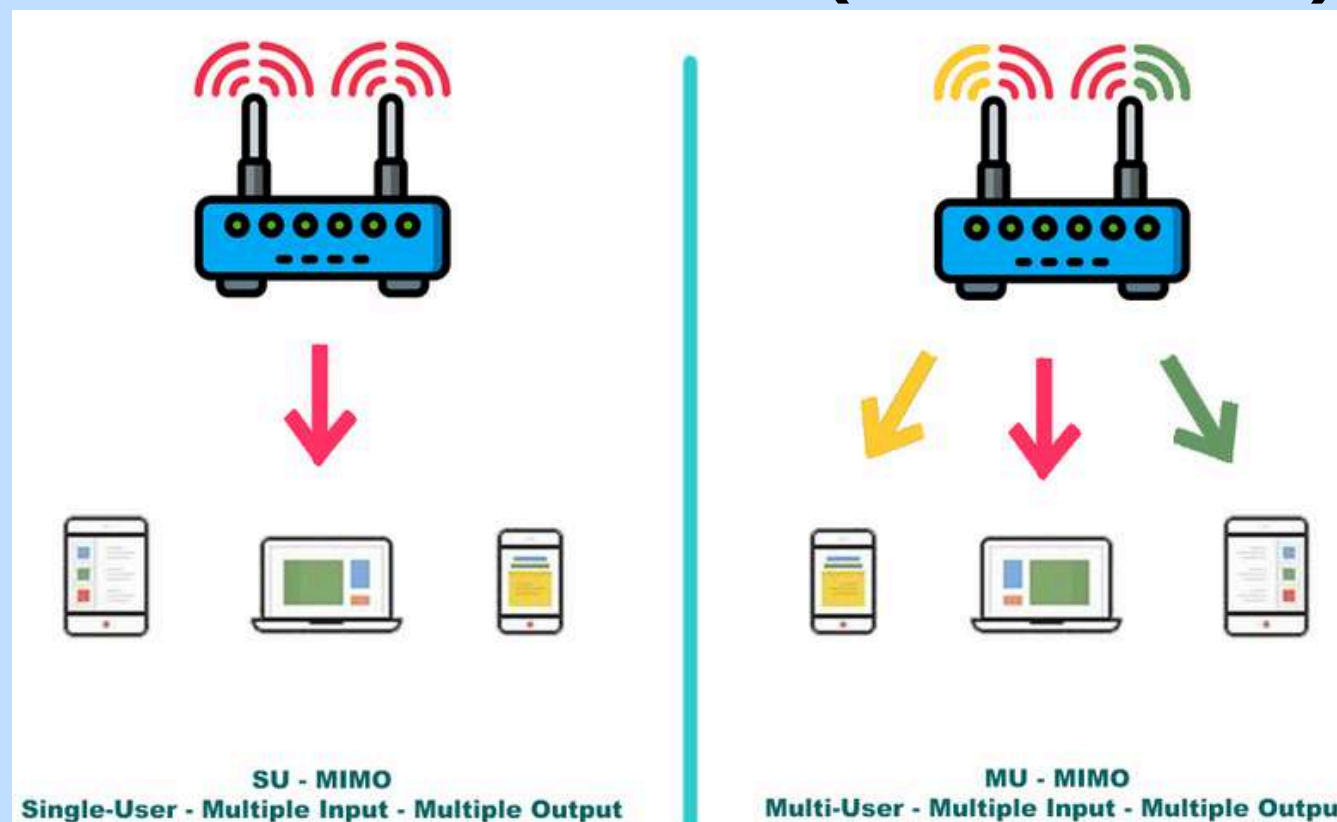 SU - MIMO
Single-User - Multiple Input - Multiple Output
MU - MIMO
Multi-User - Multiple Input - Multiple Outpu